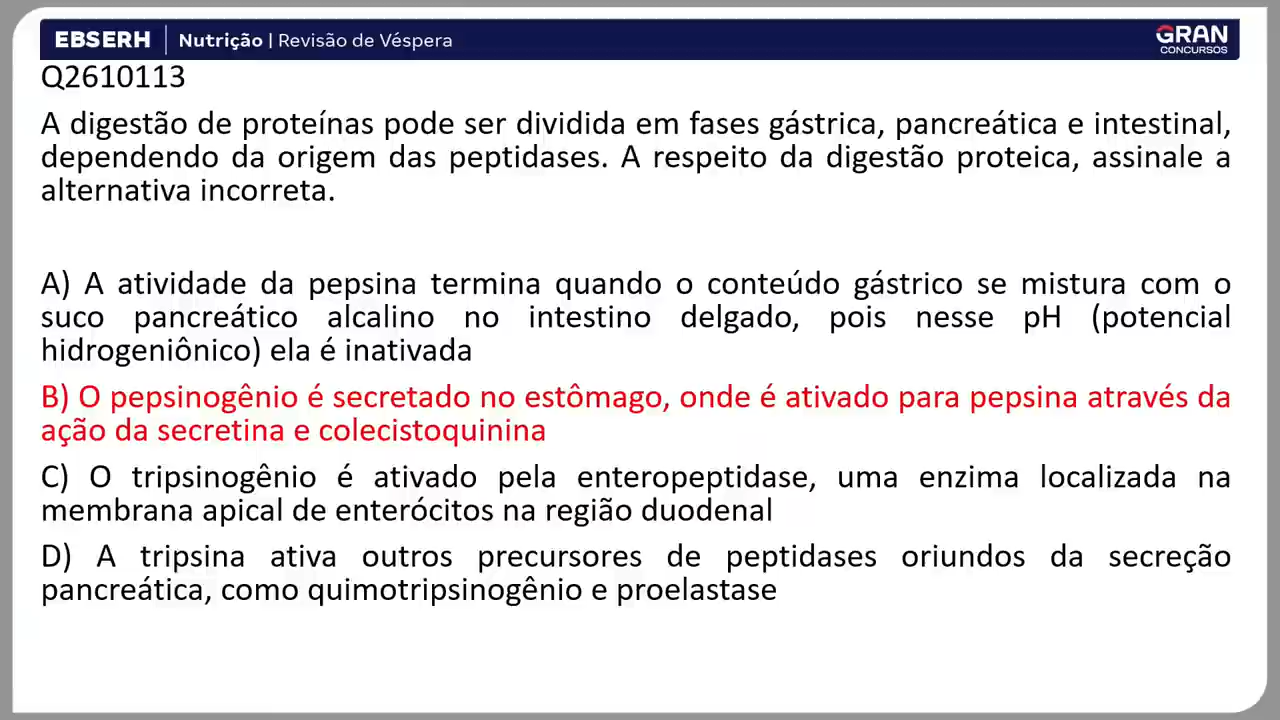 EBSERH | Nutrição | Revisão de Véspera
GRAN CONCURSOS
Q2610113
A digestão de proteínas pode ser dividida em fases gástrica, pancreática e intestinal,
dependendo da origem das peptidases. A respeito da digestão proteica, assinale a
alternativa incorreta.
A) A atividade da pepsina termina quando o conteúdo gástrico se mistura com o
suco pancreático alcalino no intestino delgado, pois nesse pH (potencial
hidrogeniônico) ela é inativada
B) O pepsinogênio é secretado no estômago, onde é ativado para pepsina através da
ação da secretina e colecistoquinina
C) O tripsinogênio é ativado pela enteropeptidase, uma enzima localizada na
membrana apical de enterócitos na região duodenal
D) A tripsina ativa outros precursores de peptidases oriundos da secreção
pancreática, como quimotripsinogênio e proelastase